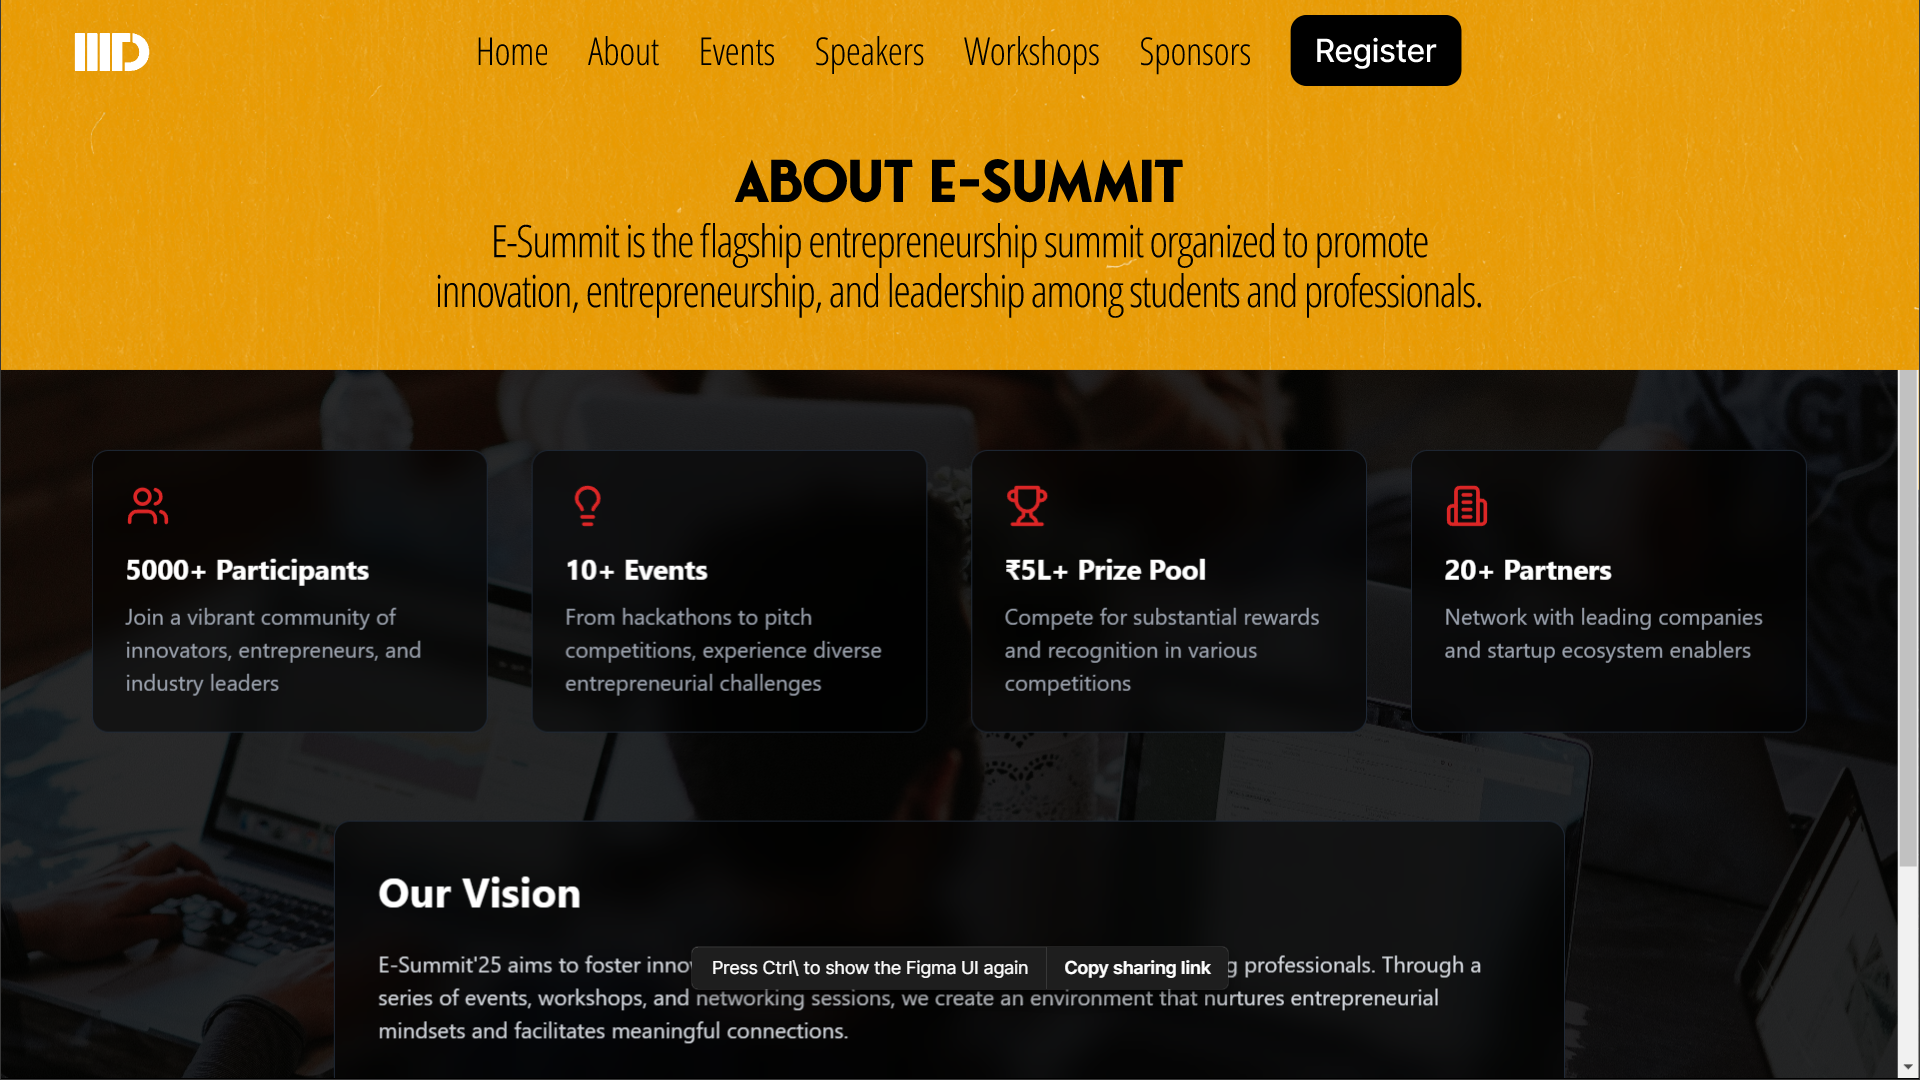 Home About Events Speakers Workshops Sponsors Register
ABOUT E-SUMMIT
E-Summit is the flagship entrepreneurship summit organized to promote
innovation, entrepreneurship, and leadership among students and professionals.
5000+ Participants
Join a vibrant community of
innovators, entrepreneurs, and
industry leaders
10+ Events
From hackathons to pitch
competitions, experience diverse
entrepreneurial challenges
₹5L+ Prize Pool
Compete for substantial rewards
and recognition in various
competitions
20+ Partners
Network with leading companies
and startup ecosystem enablers
Our Vision
E-Summit'25 aims to foster professionals. Through a
series of events, workshops, and networking sessions, we create an environment that nurtures entrepreneurial
mindsets and facilitates meaningful connections.
Press Ctrl\ to show the Figma UI again
Copy sharing link